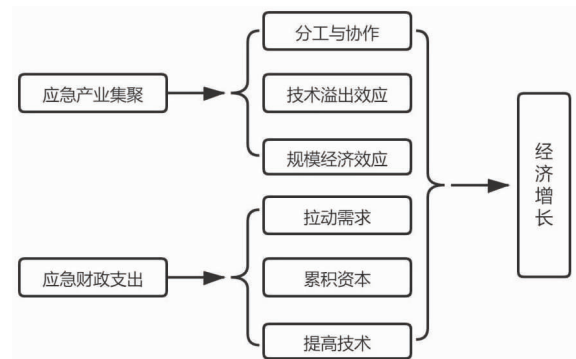 分工与协作
应急产业集聚
技术溢出效应
规模经济效应
拉动需求
应急财政支出
累积资本
提高技术
经济增长